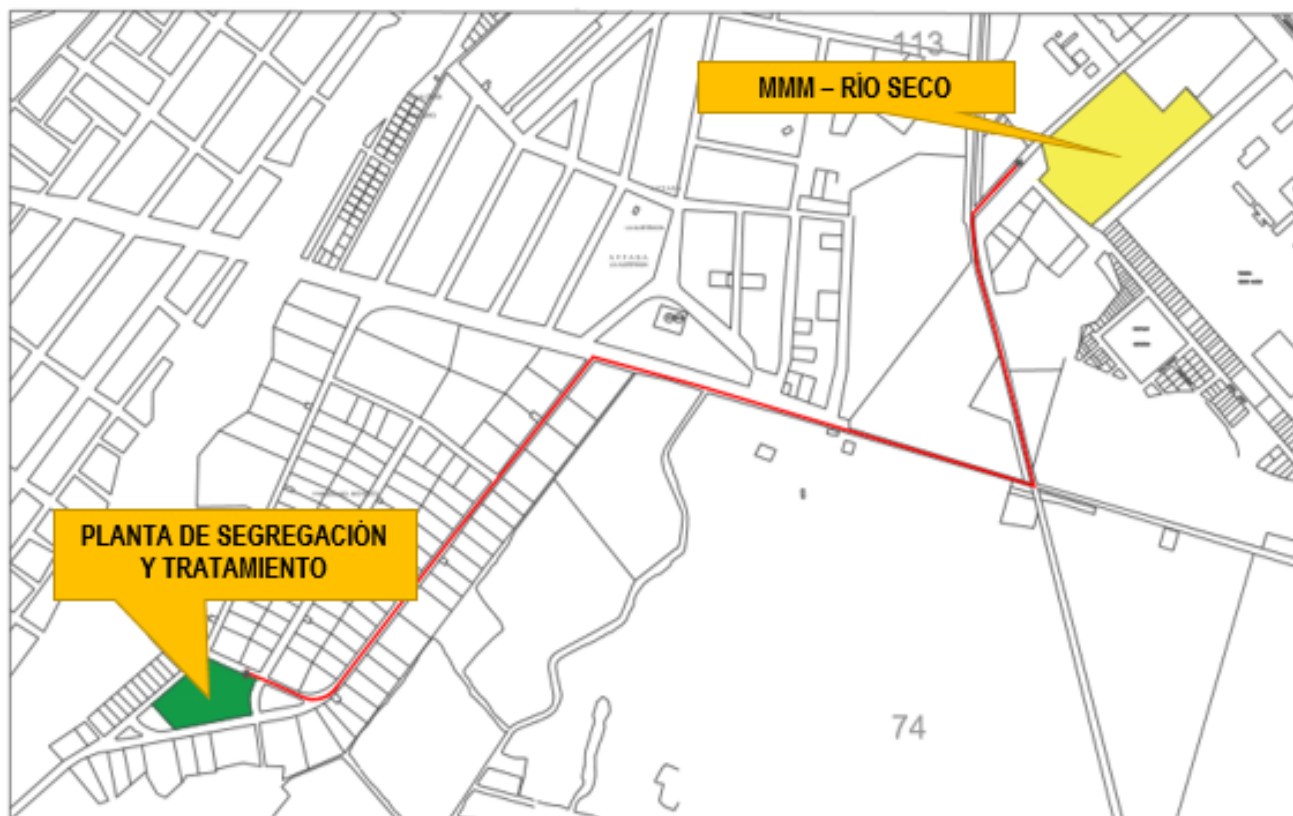 113
MMM – RÍO SECO
PLANTA DE SEGREGACIÓN
Y TRATAMIENTO
74